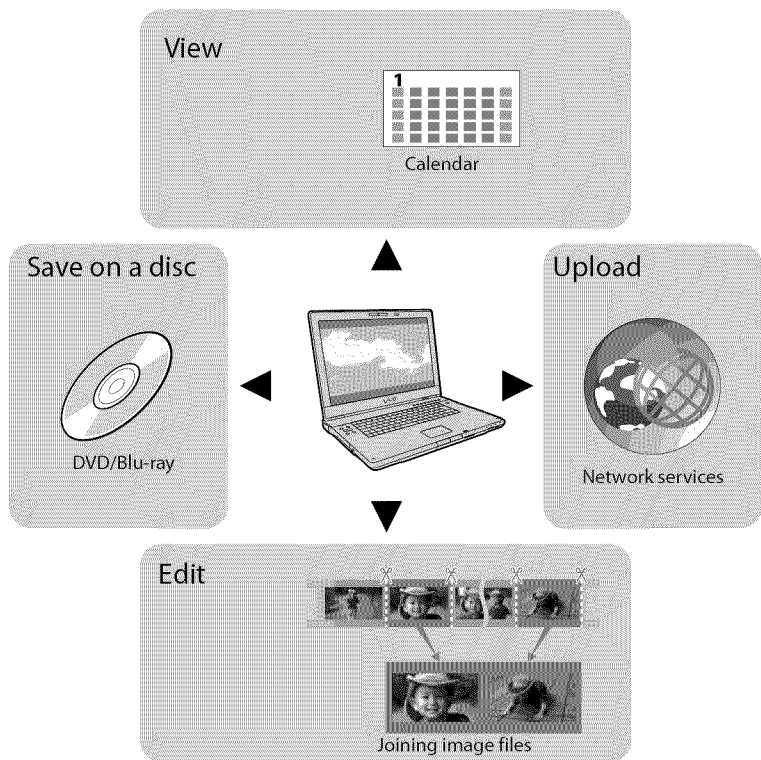 View
1
Calendar
Save on a disc
Upload
DVD/Blu-ray
Network services
Edit
Joining image files